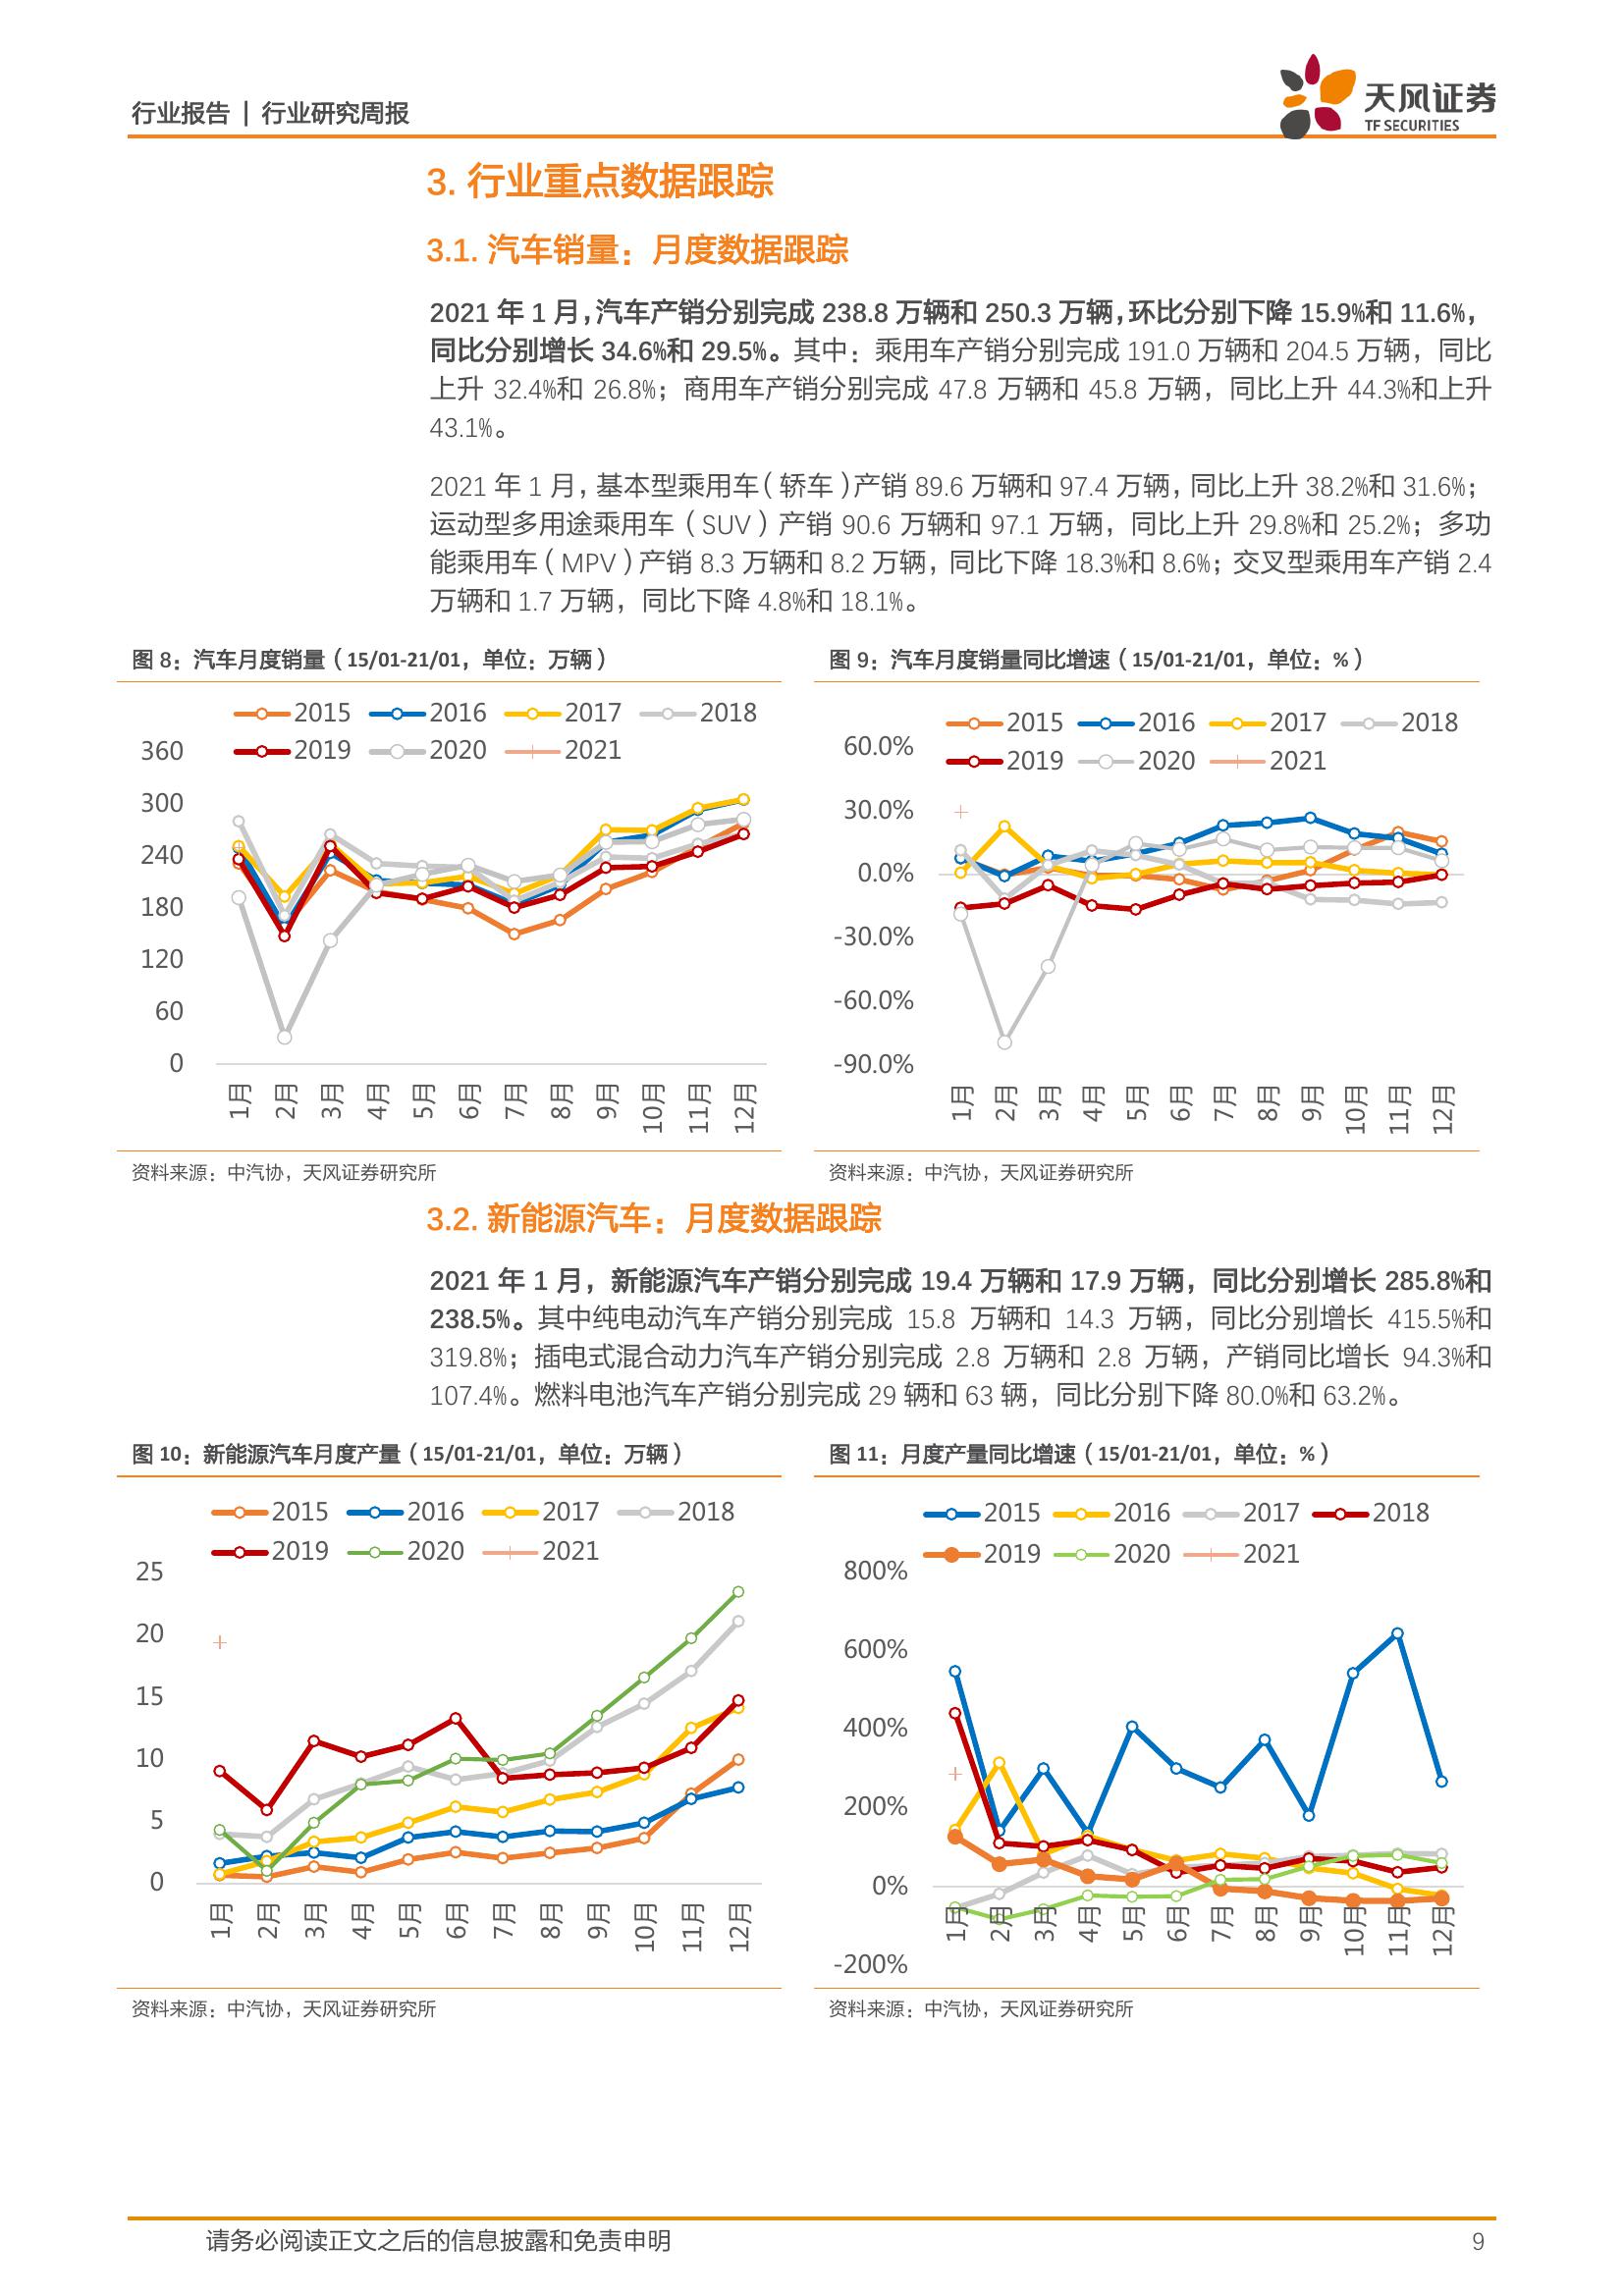 行业报告 | 行业研究周报
天风证券
TF SECURITIES
3. 行业重点数据跟踪
3.1. 汽车销量：月度数据跟踪
2021 年 1 月，汽车产销分别完成 238.8 万辆和 250.3 万辆，环比分别下降 15.9%和 11.6%，
同比分别增长 34.6%和 29.5%。其中：乘用车产销分别完成 191.0 万辆和 204.5 万辆，同比
上升 32.4%和 26.8%；商用车产销分别完成 47.8 万辆和 45.8 万辆，同比上升 44.3%和上升
43.1%。
2021 年 1 月，基本型乘用车（轿车）产销 89.6 万辆和 97.4 万辆，同比上升 38.2%和 31.6%；
运动型多用途乘用车（SUV）产销 90.6 万辆和 97.1 万辆，同比上升 29.8%和 25.2%；多功
能乘用车（MPV）产销 8.3 万辆和 8.2 万辆，同比下降 18.3%和 8.6%；交叉型乘用车产销 2.4
万辆和 1.7 万辆，同比下降 4.8%和 18.1%。
图 8：汽车月度销量（15/01-21/01，单位：万辆）
2015 2016 2017 2018
2019 2020 2021
360
300
240
180
120
60
0
1月 2月 3月 4月 5月 6月 7月 8月 9月 10月 11月 12月
资料来源：中汽协，天风证券研究所
图 9：汽车月度销量同比增速（15/01-21/01，单位：%）
2015 2016 2017 2018
2019 2020 2021
60.0%
30.0%
0.0%
-30.0%
-60.0%
-90.0%
1月 2月 3月 4月 5月 6月 7月 8月 9月 10月 11月 12月
资料来源：中汽协，天风证券研究所
3.2. 新能源汽车：月度数据跟踪
2021 年 1 月，新能源汽车产销分别完成 19.4 万辆和 17.9 万辆，同比分别增长 285.8%和
238.5%。其中纯电动汽车产销分别完成 15.8 万辆和 14.3 万辆，同比分别增长 415.5%和
319.8%；插电式混合动力汽车产销分别完成 2.8 万辆和 2.8 万辆，产销同比增长 94.3%和
107.4%。燃料电池汽车产销分别完成 29 辆和 63 辆，同比分别下降 80.0%和 63.2%。
图 10：新能源汽车月度产量（15/01-21/01，单位：万辆）
2015 2016 2017 2018
2019 2020 2021
25
20
15
10
5
0
1月 2月 3月 4月 5月 6月 7月 8月 9月 10月 11月 12月
资料来源：中汽协，天风证券研究所
图 11：月度产量同比增速（15/01-21/01，单位：%）
2015 2016 2017 2018
2019 2020 2021
800%
600%
400%
200%
0%
-200%
1月 2月 3月 4月 5月 6月 7月 8月 9月 10月 11月 12月
资料来源：中汽协，天风证券研究所
请务必阅读正文之后的信息披露和免责申明
9